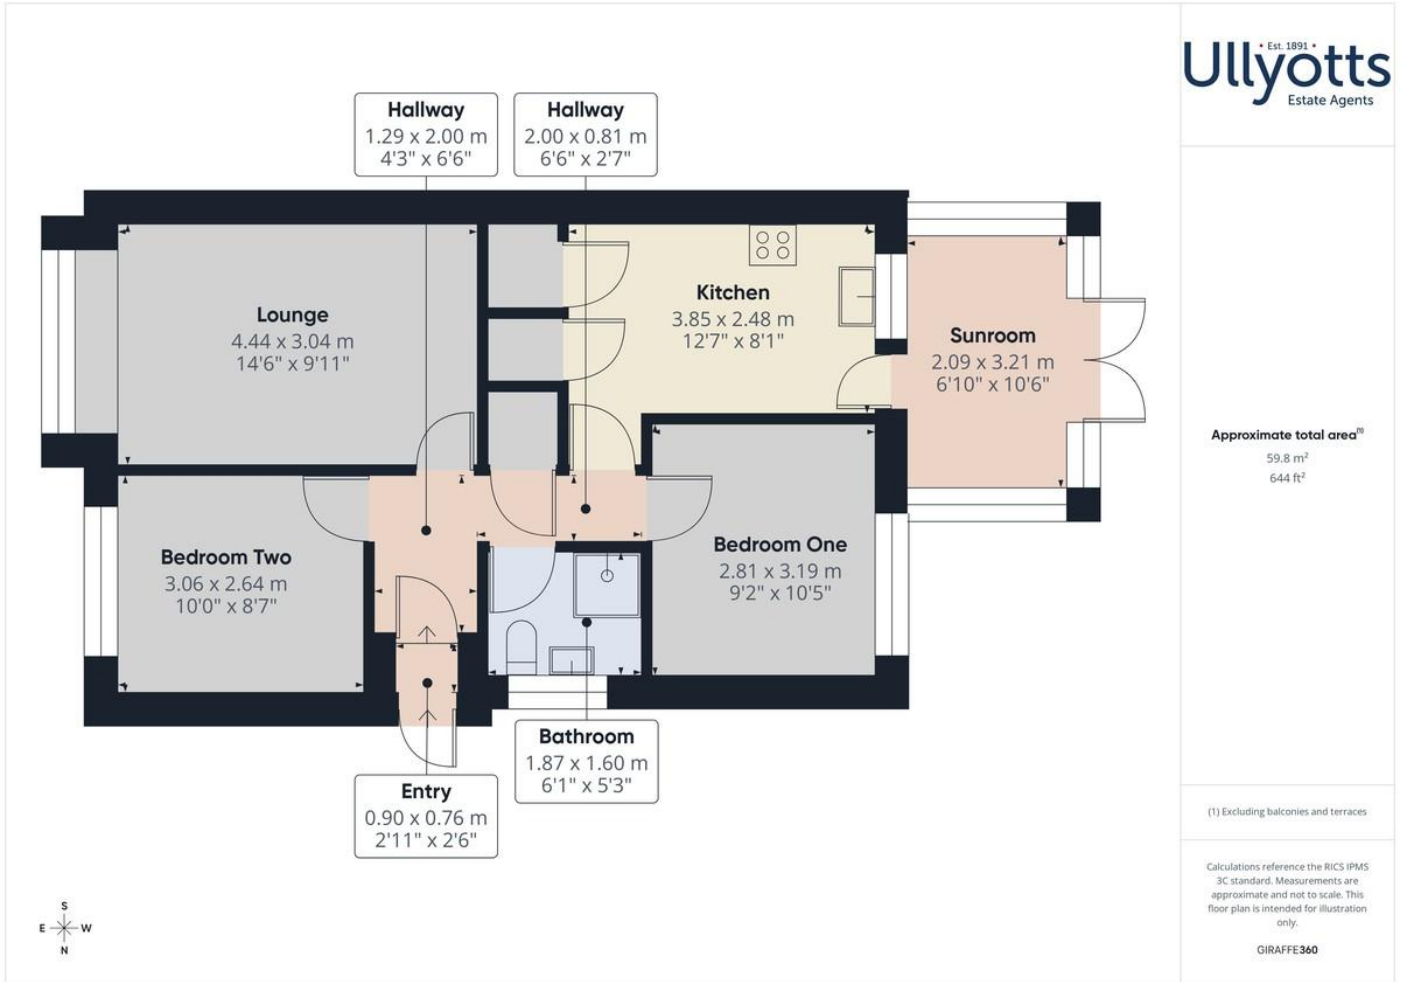 Est. 1891
Ullyotts
Estate Agents
Hallway
1.29 x 2.00 m
4'3" x 6'6"
Hallway
2.00 x 0.81 m
6'6" x 2'7"
Lounge
4.44 x 3.04 m
14'6" x 9'11"
Kitchen
3.85 x 2.48 m
12'7" x 8'1"
Sunroom
2.09 x 3.21 m
6'10" x 10'6"
Bedroom Two
3.06 x 2.64 m
10'0" x 8'7"
Bedroom One
2.81 x 3.19 m
9'2" x 10'5"
Bathroom
1.87 x 1.60 m
6'1" x 5'3"
Entry
0.90 x 0.76 m
2'11" x 2'6"
S
E W
N
Approximate total area(1)
59.8 m²
644 ft²
(1) Excluding balconies and terraces
Calculations reference the RICS IPMS
3C standard. Measurements are
approximate and not to scale. This
floor plan is intended for illustration
only.
GIRAFFE360